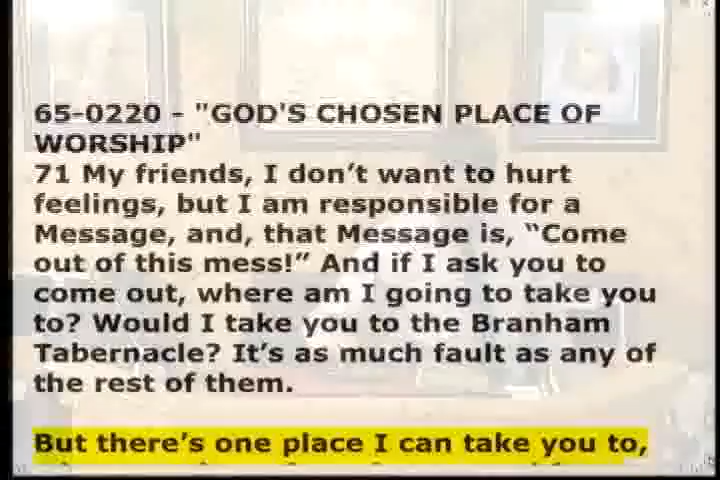 65-0220 - "GOD'S CHOSEN PLACE OF
WORSHIP"
71 My friends, I don’t want to hurt
feelings, but I am responsible for a
Message, and, that Message is, “Come
out of this mess!” And if I ask you to
come out, where am I going to take you
to? Would I take you to the Branham
Tabernacle? It’s as much fault as any of
the rest of them.
But there’s one place I can take you to,